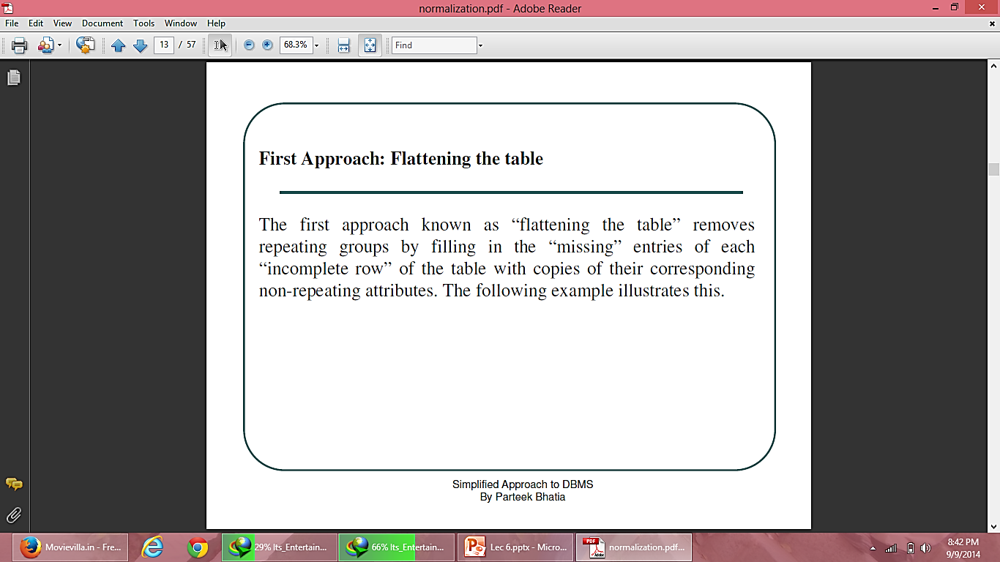 normalization.pdf - Adobe Reader
File Edit View Document Tools Window Help
13 / 57 68.3% Find
First Approach: Flattening the table
The first approach known as “flattening the table” removes
repeating groups by filling in the “missing” entries of each
“incomplete row” of the table with copies of their corresponding
non-repeating attributes. The following example illustrates this.
Simplified Approach to DBMS
By Parteek Bhatia
Movievilla.in - Fre...
29% Its_Entertain...
66% Its_Entertain...
Lec 6.pptx - Micro...
PDF
Adobe
normalization.pdf...
8:42 PM
9/9/2014